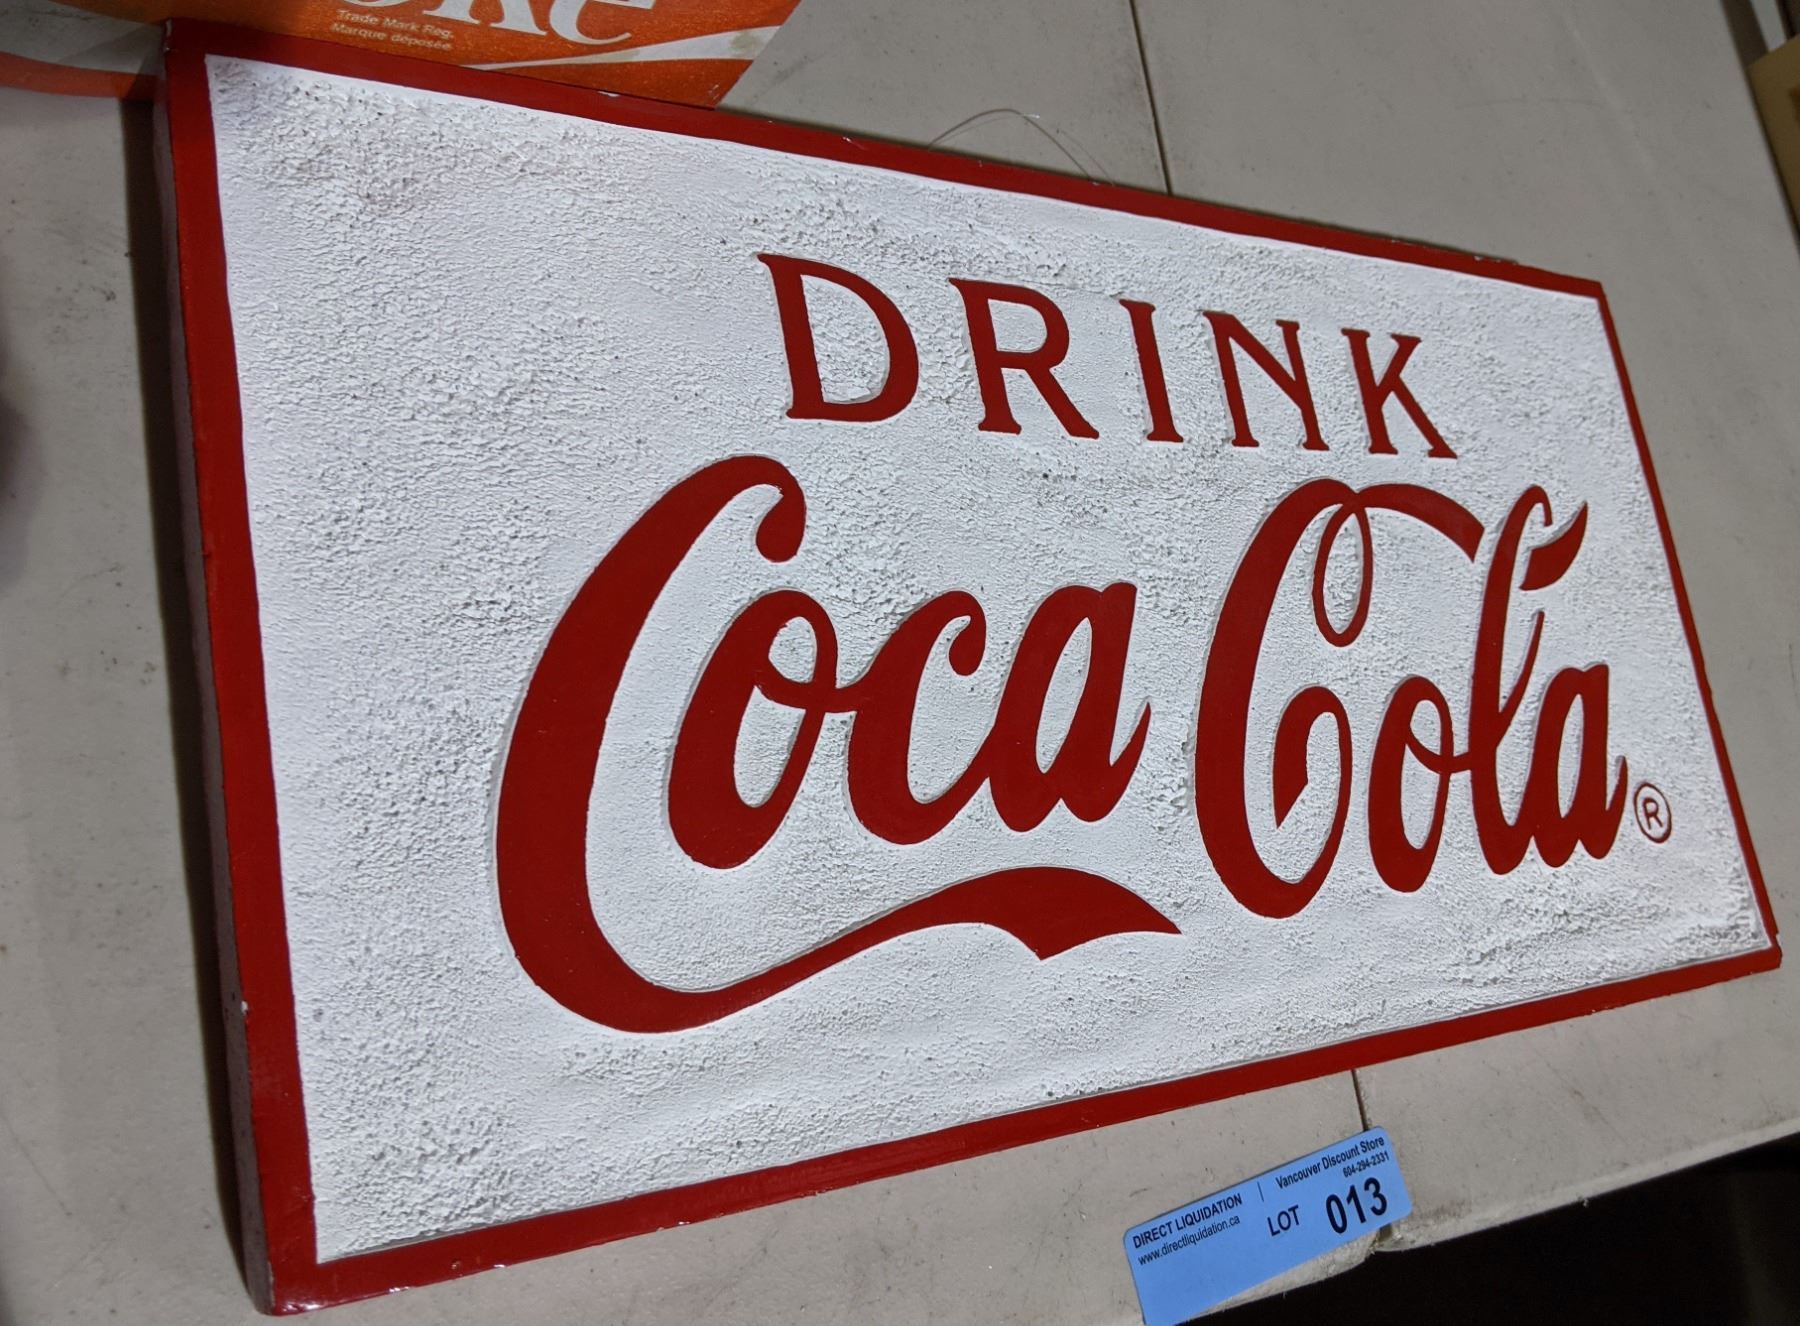 Trade Mark Reg.
Marque déposée
DRINK
Coca Cola ®
DIRECT LIQUIDATION | Vancouver Discount Store
www.directliquidation.ca 604-294-2331
LOT 013